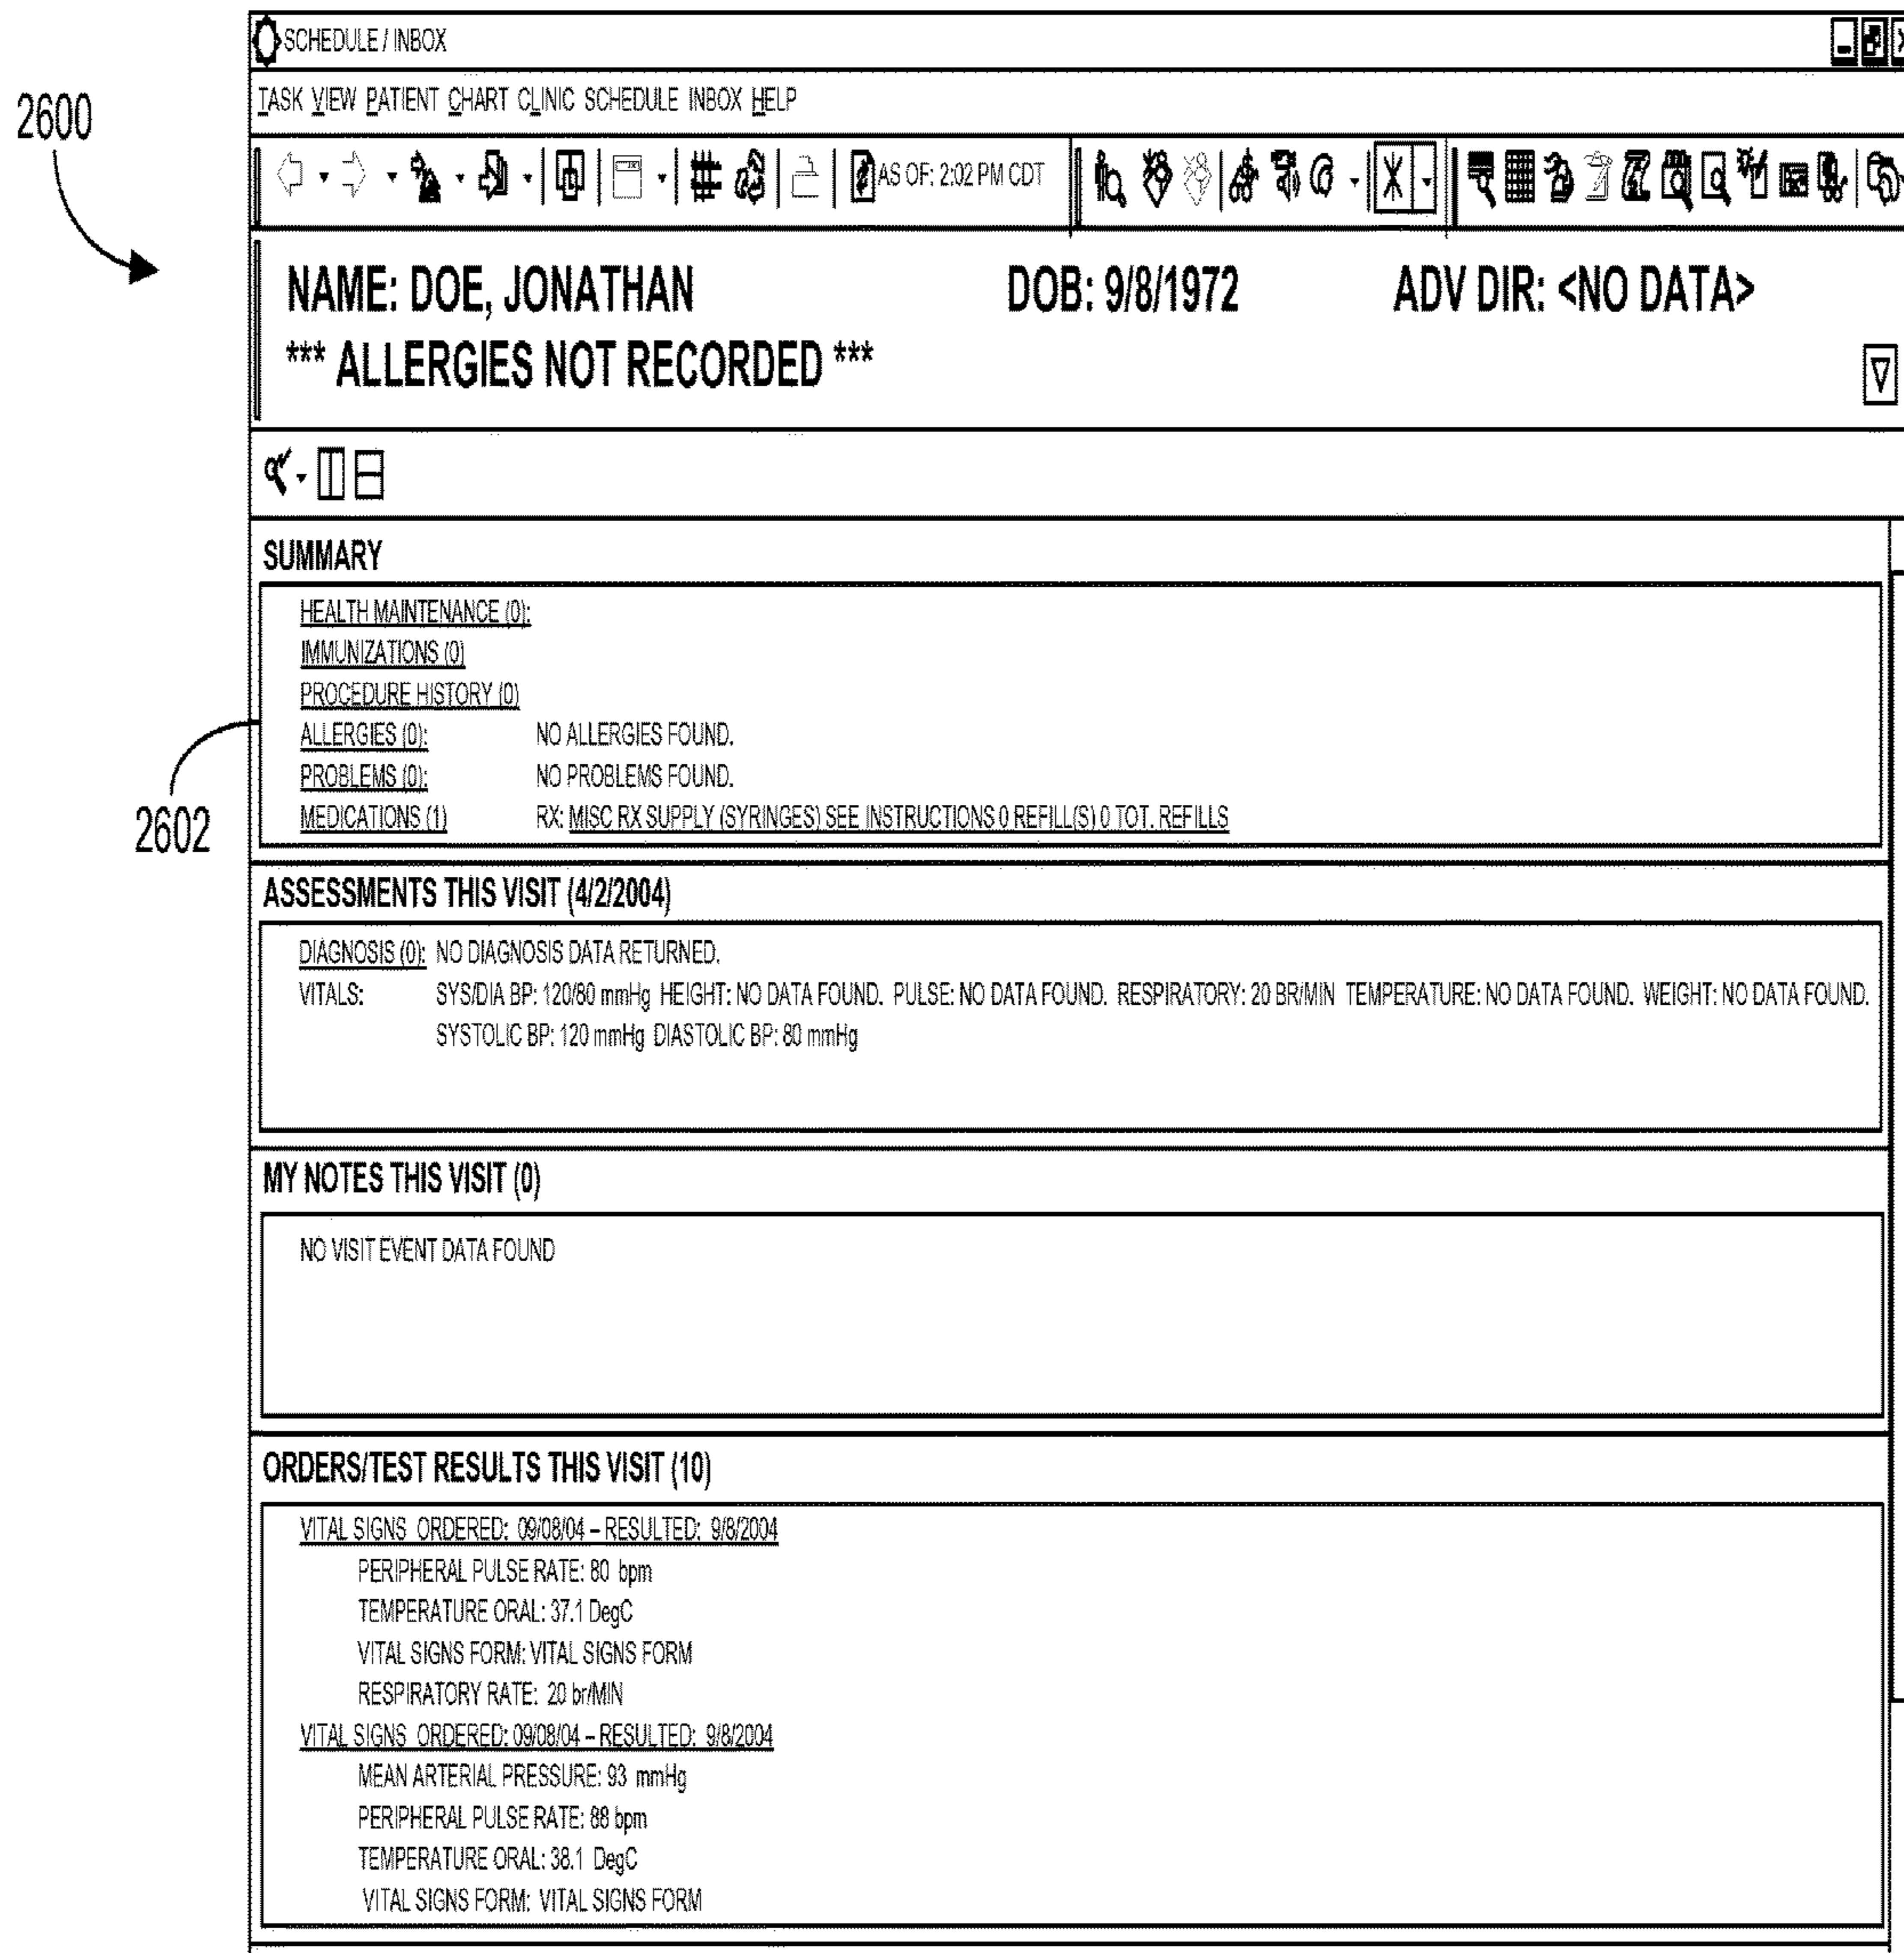 SCHEDULE / INBOX
TASK VIEW PATIENT CHART CLINIC SCHEDULE INBOX HELP
2600
AS OF: 2:02 PM CDT
NAME: DOE, JONATHAN DOB: 9/8/1972 ADV DIR: <NO DATA>
*** ALLERGIES NOT RECORDED ***
SUMMARY
HEALTH MAINTENANCE (0):
IMMUNIZATIONS (0)
PROCEDURE HISTORY (0)
ALLERGIES (0): NO ALLERGIES FOUND.
PROBLEMS (0): NO PROBLEMS FOUND.
MEDICATIONS (1) RX: MISC RX SUPPLY (SYRINGES) SEE INSTRUCTIONS 0 REFILL(S) 0 TOT. REFILLS
2602
ASSESSMENTS THIS VISIT (4/2/2004)
DIAGNOSIS (0): NO DIAGNOSIS DATA RETURNED.
VITALS: SYS/DIA BP: 120/80 mmHg HEIGHT: NO DATA FOUND. PULSE: NO DATA FOUND. RESPIRATORY: 20 BR/MIN TEMPERATURE: NO DATA FOUND. WEIGHT: NO DATA FOUND.
SYSTOLIC BP: 120 mmHg DIASTOLIC BP: 80 mmHg
MY NOTES THIS VISIT (0)
NO VISIT EVENT DATA FOUND
ORDERS/TEST RESULTS THIS VISIT (10)
VITAL SIGNS ORDERED: 09/08/04 – RESULTED: 9/8/2004
PERIPHERAL PULSE RATE: 80 bpm
TEMPERATURE ORAL: 37.1 DegC
VITAL SIGNS FORM: VITAL SIGNS FORM
RESPIRATORY RATE: 20 br/MIN
VITAL SIGNS ORDERED: 09/08/04 – RESULTED: 9/8/2004
MEAN ARTERIAL PRESSURE: 93 mmHg
PERIPHERAL PULSE RATE: 88 bpm
TEMPERATURE ORAL: 38.1 DegC
VITAL SIGNS FORM: VITAL SIGNS FORM